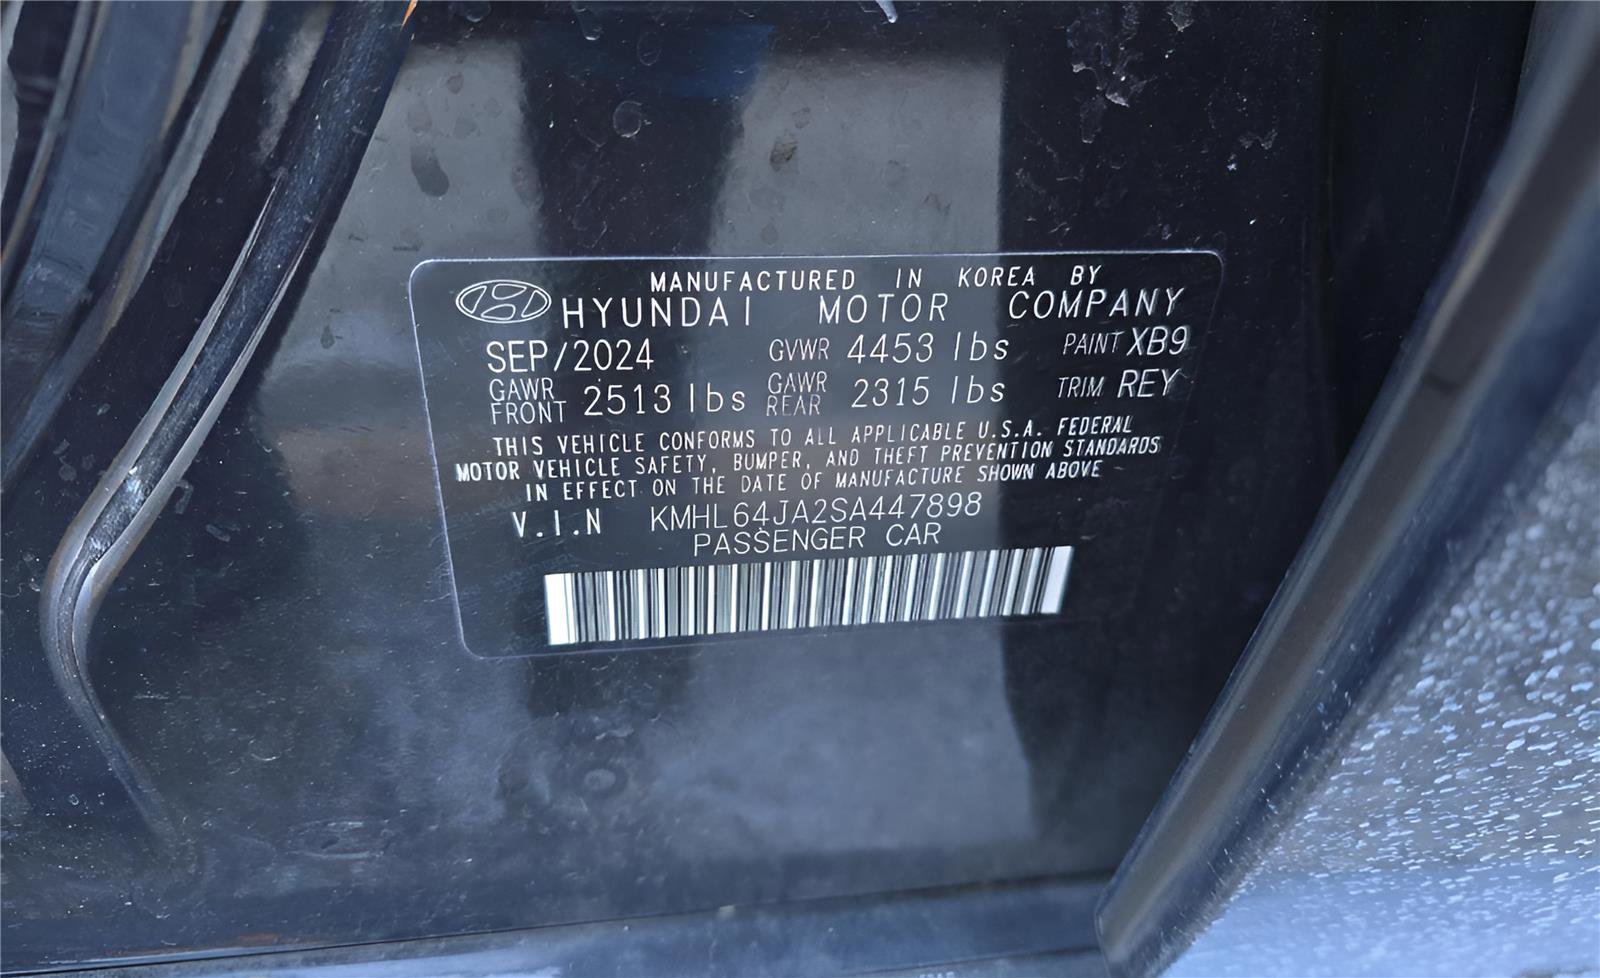 MANUFACTURED IN KOREA BY
HYUNDAI MOTOR COMPANY
SEP/2024 GVWR 4453 lbs PAINT XB9
GAWR FRONT 2513 lbs GAWR REAR 2315 lbs TRIM REY
THIS VEHICLE CONFORMS TO ALL APPLICABLE U.S.A. FEDERAL
MOTOR VEHICLE SAFETY, BUMPER, AND THEFT PREVENTION STANDARDS
IN EFFECT ON THE DATE OF MANUFACTURE SHOWN ABOVE
V.I.N KMHL64JA2SA447898
PASSENGER CAR